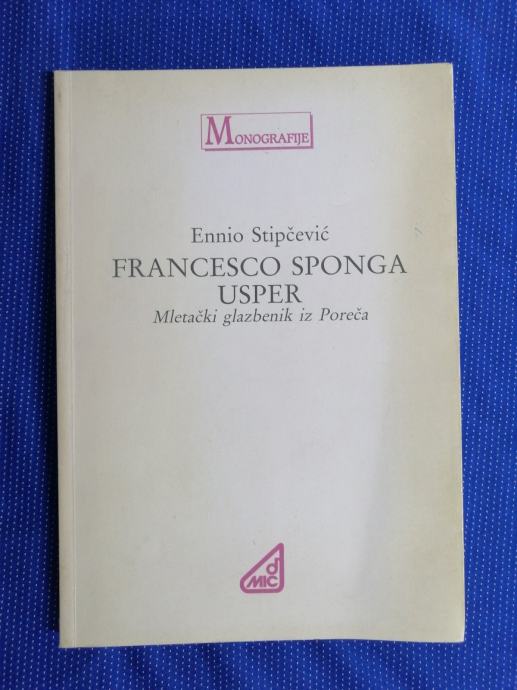 MONOGRAFIJE
Ennio Stipčević
FRANCESCO SPONGA
USPER
Mletački glazbenik iz Poreča
d
MIC